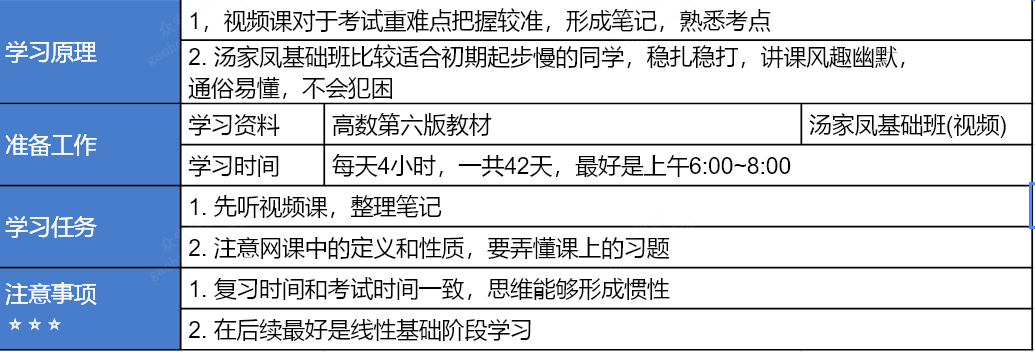 学习原理
1，视频课对于考试重难点把握较准，形成笔记，熟悉考点
2. 汤家凤基础班比较适合初期起步慢的同学，稳扎稳打，讲课风趣幽默，
通俗易懂，不会犯困
准备工作
学习资料
高数第六版教材
汤家凤基础班(视频)
学习时间
每天4小时，一共42天，最好是上午6:00~8:00
学习任务
1. 先听视频课，整理笔记
2. 注意网课中的定义和性质，要弄懂课上的习题
注意事项
☆☆☆
1. 复习时间和考试时间一致，思维能够形成惯性
2. 在后续最好是线性基础阶段学习